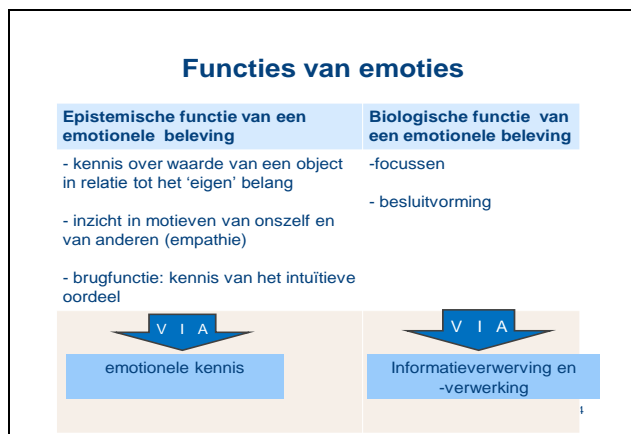 Functies van emoties
Epistemische functie van een
emotionele beleving
- kennis over waarde van een object
in relatie tot het ‘eigen’ belang
- inzicht in motieven van onszelf en
van anderen (empathie)
- brugfunctie: kennis van het intuïtieve
oordeel
V I A
emotionele kennis
Biologische functie van
een emotionele beleving
-focussen
- besluitvorming
V I A
Informatieverwerving en
-verwerking